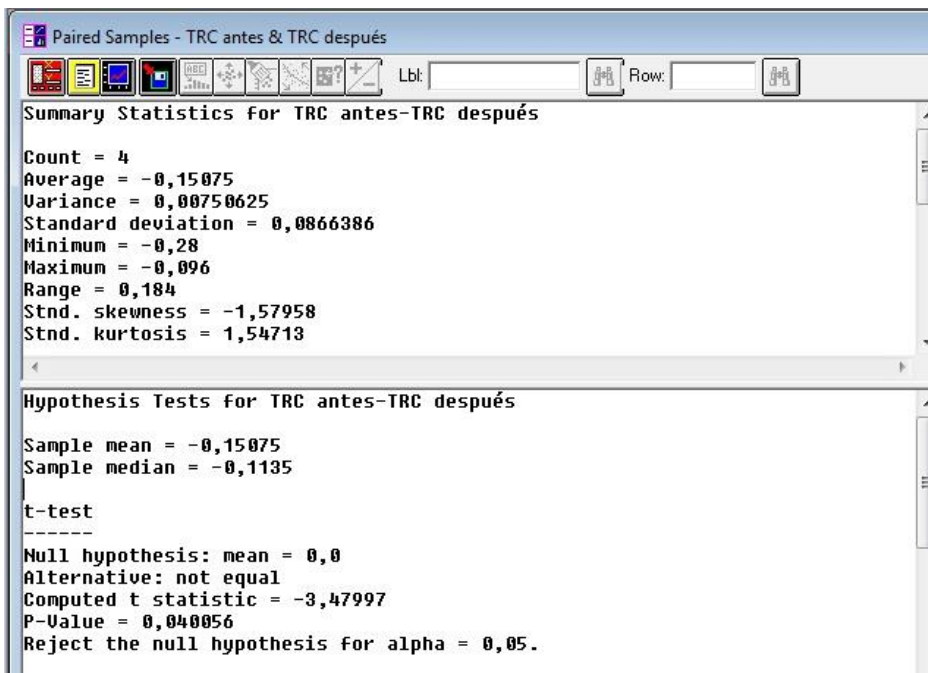 Paired Samples - TRC antes & TRC después
Lbl: Row:
Summary Statistics for TRC antes-TRC después
Count = 4
Average = -0,15075
Variance = 0,00750625
Standard deviation = 0,0866386
Minimum = -0,28
Maximum = -0,096
Range = 0,184
Stnd. skewness = -1,57958
Stnd. kurtosis = 1,54713
Hypothesis Tests for TRC antes-TRC después
Sample mean = -0,15075
Sample median = -0,1135
t-test
------
Null hypothesis: mean = 0,0
Alternative: not equal
Computed t statistic = -3,47997
P-Value = 0,040056
Reject the null hypothesis for alpha = 0,05.